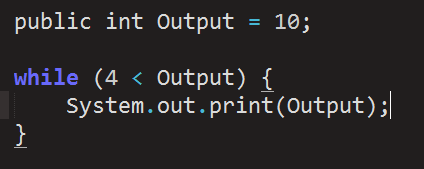 public int Output = 10;
while (4 < Output) {
System.out.print(Output);
}